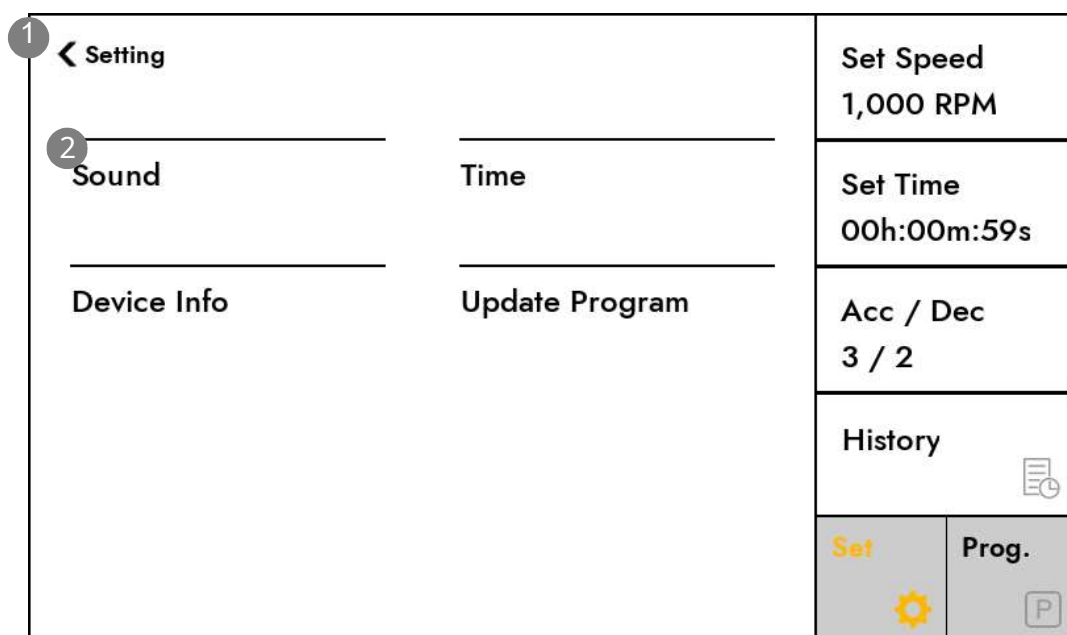 1
Setting
2
Sound
Time
Device Info
Update Program
Set Speed
1,000 RPM
Set Time
00h:00m:59s
Acc / Dec
3 / 2
History
Set
Prog.
P